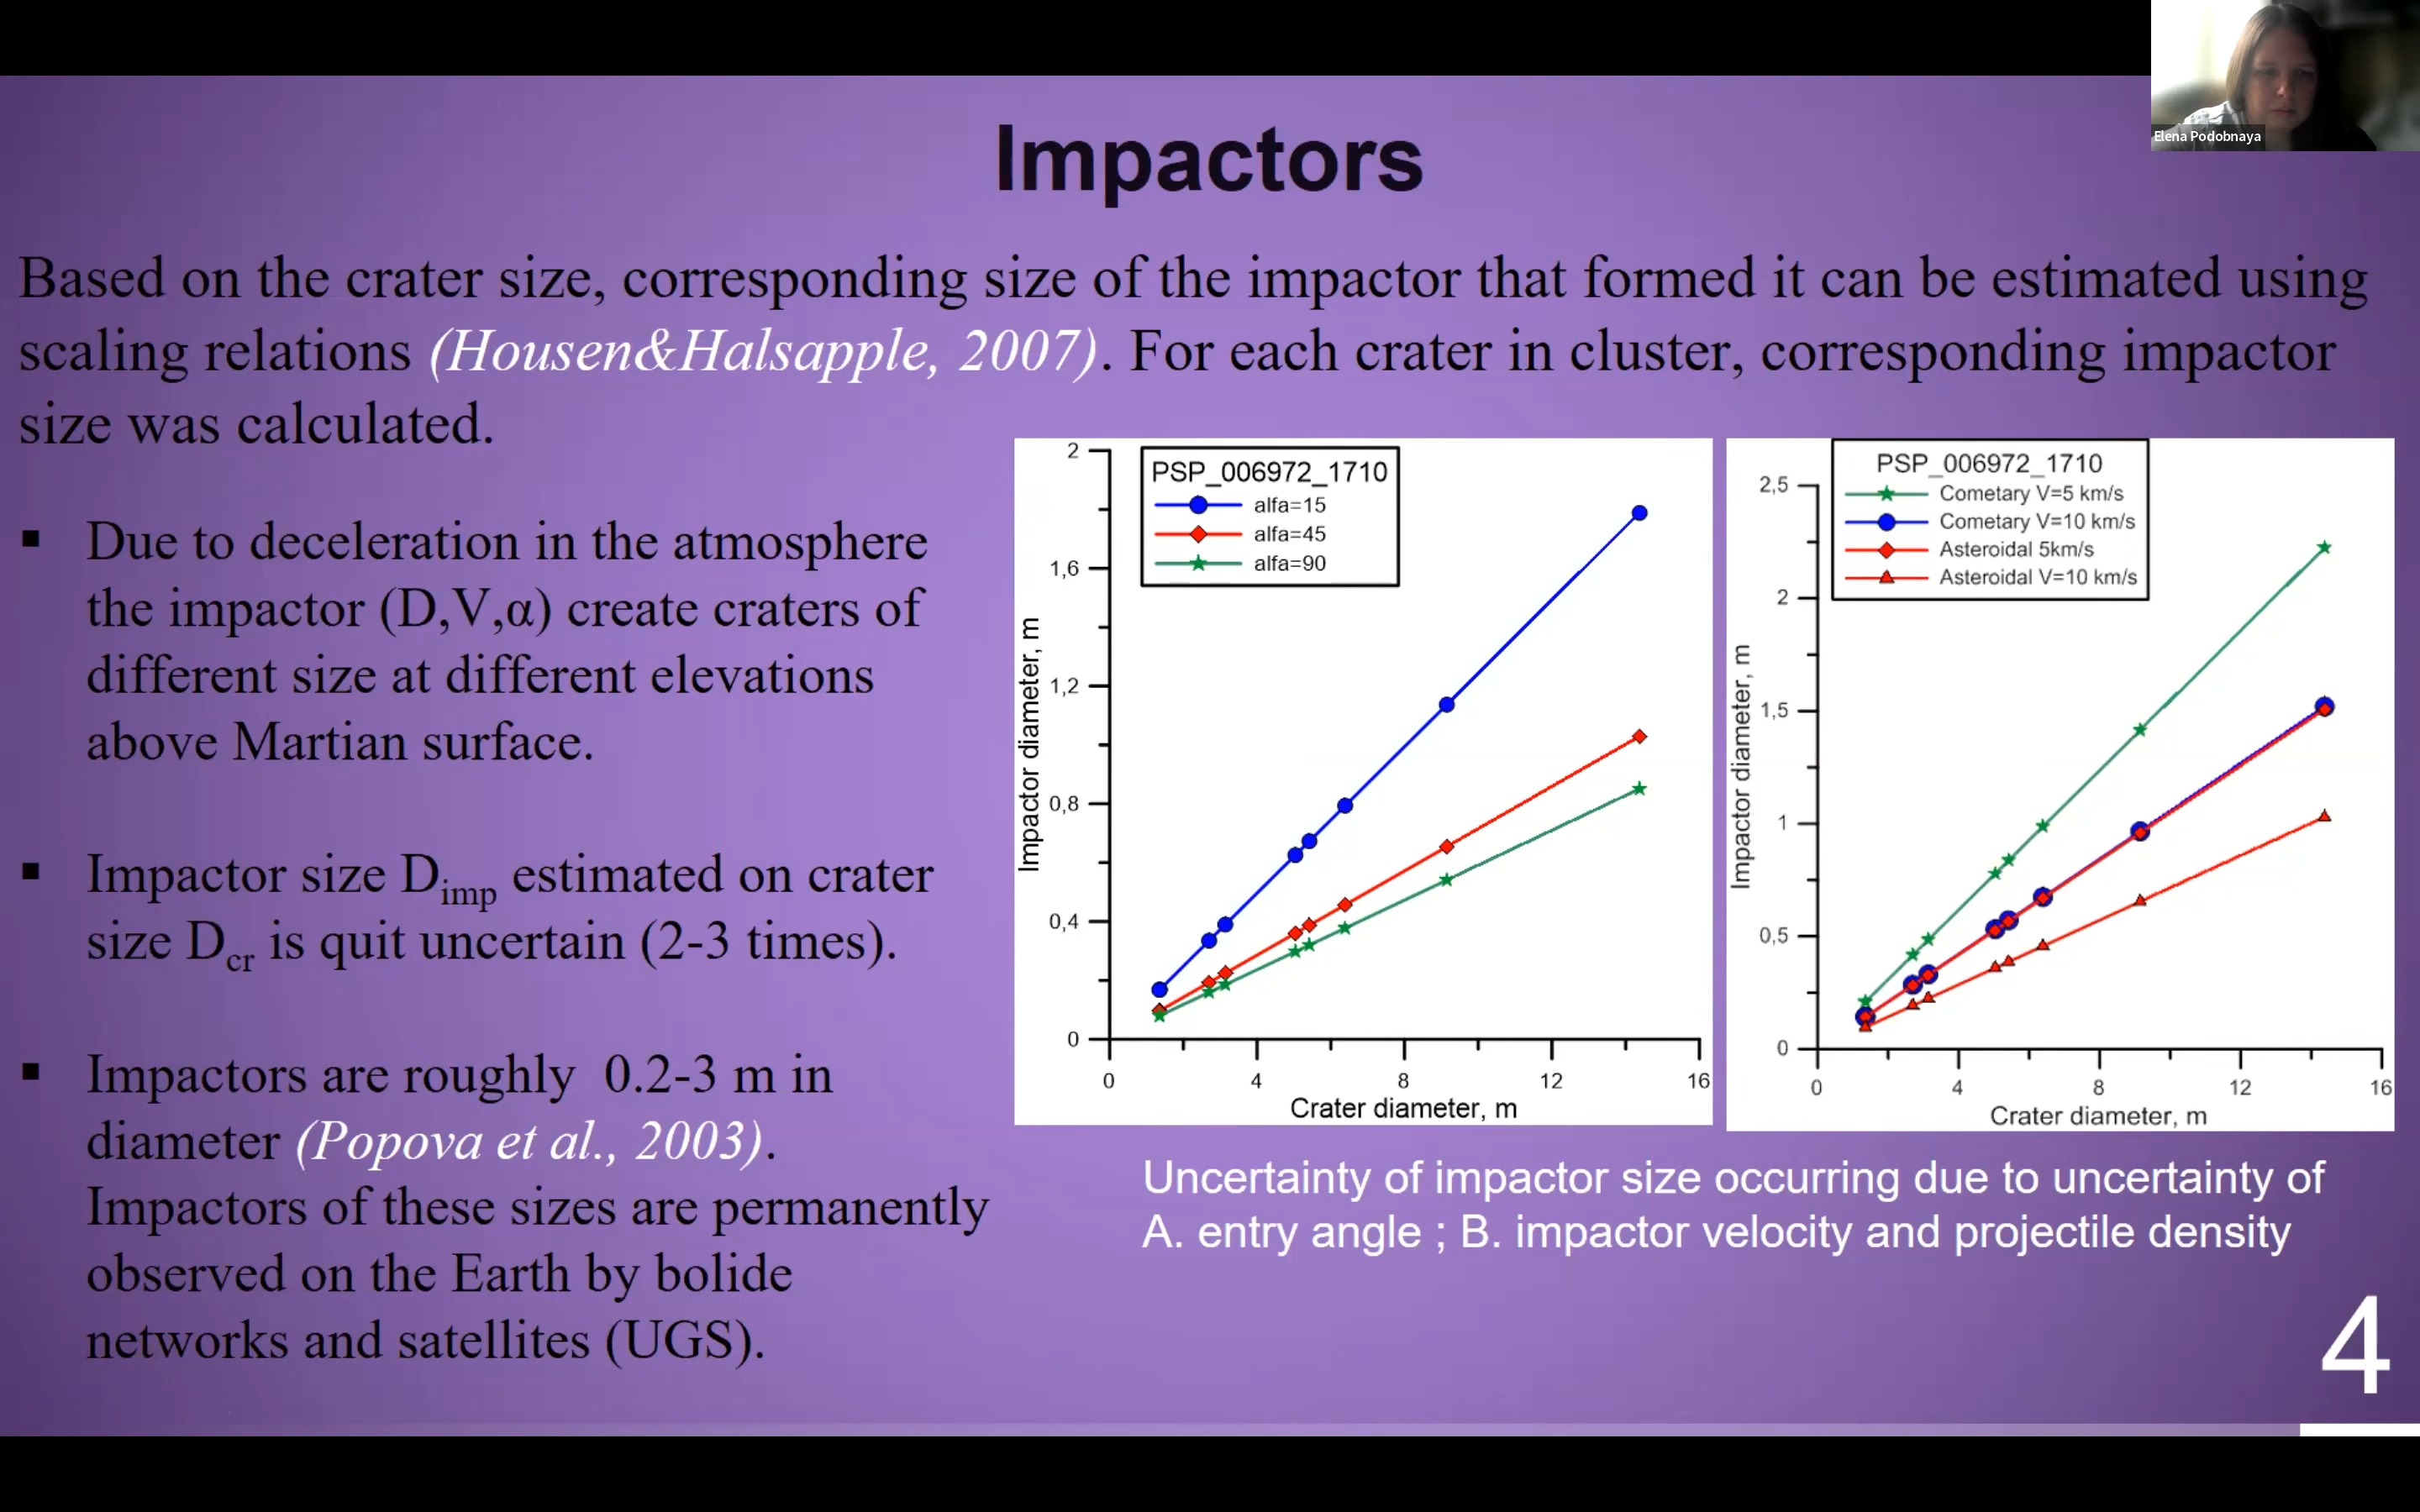 Elena Podobnaya
Impactors
Based on the crater size, corresponding size of the impactor that formed it can be estimated using
scaling relations (Housen&Halsapple, 2007). For each crater in cluster, corresponding impactor
size was calculated.
▪ Due to deceleration in the atmosphere
the impactor (D,V,α) create craters of
different size at different elevations
above Martian surface.
▪ Impactor size Dimp estimated on crater
size Dcr is quit uncertain (2-3 times).
▪ Impactors are roughly 0.2-3 m in
diameter (Popova et al., 2003).
Impactors of these sizes are permanently
observed on the Earth by bolide
networks and satellites (UGS).
PSP_006972_1710
alfa=15
alfa=45
alfa=90
Impactor diameter, m
2
1,6
1,2
0,8
0,4
0
0 4 8 12 16
Crater diameter, m
PSP_006972_1710
Cometary V=5 km/s
Cometary V=10 km/s
Asteroidal 5km/s
Asteroidal V=10 km/s
Impactor diameter, m
2,5
2
1,5
1
0,5
0
0 4 8 12 16
Crater diameter, m
Uncertainty of impactor size occurring due to uncertainty of
A. entry angle ; B. impactor velocity and projectile density
4